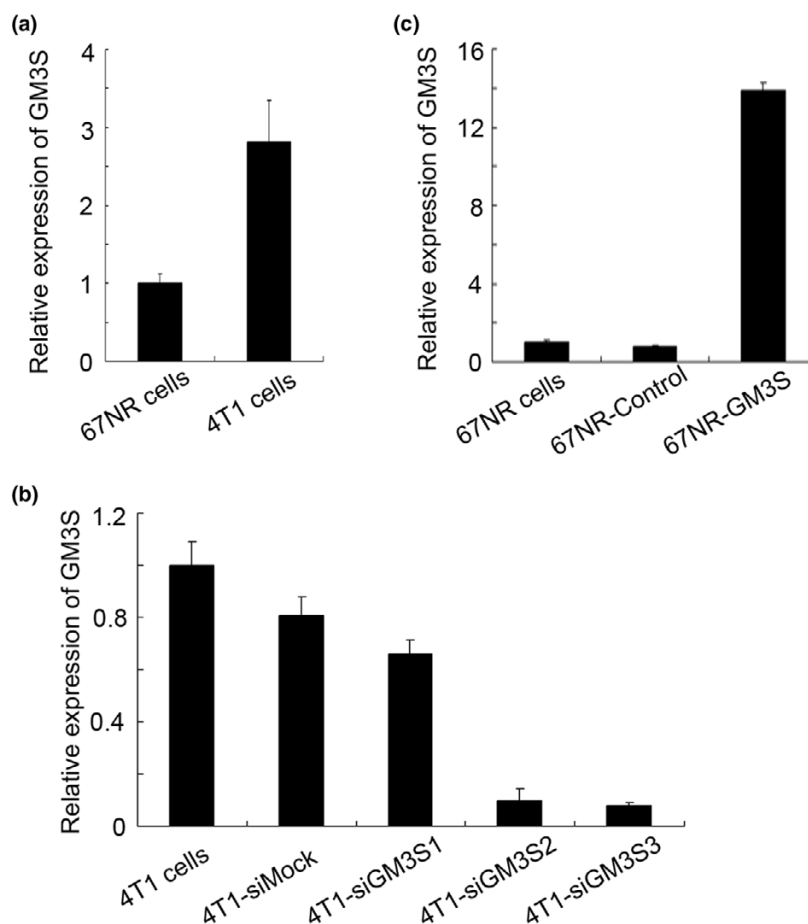 (a)
Relative expression of GM3S
4
3
2
1
0
67NR cells
4T1 cells
(c)
Relative expression of GM3S
16
12
8
4
0
67NR cells
67NR-Control
67NR-GM3S
(b)
Relative expression of GM3S
1.2
0.8
0.4
0
4T1 cells
4T1-siMock
4T1-siGM3S1
4T1-siGM3S2
4T1-siGM3S3